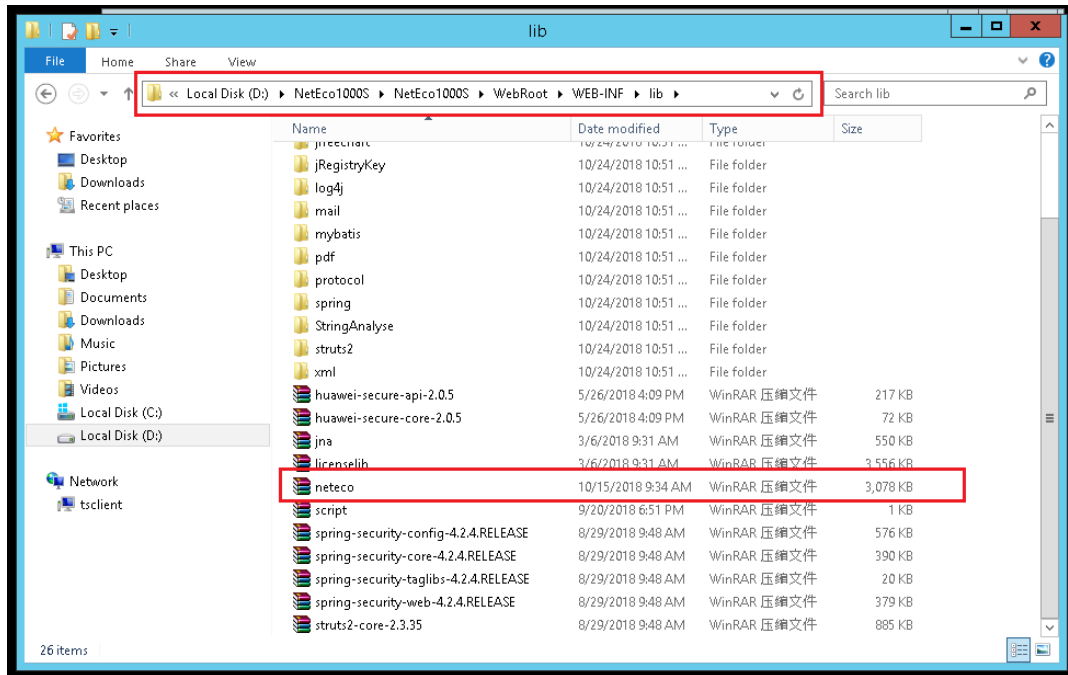 lib
File Home Share View
« Local Disk (D:) NetEco1000S NetEco1000S WebRoot WEB-INF lib
Search lib
Favorites
Desktop
Downloads
Recent places
This PC
Desktop
Documents
Downloads
Music
Pictures
Videos
Local Disk (C:)
Local Disk (D:)
Network
tsclient
Name Date modified Type Size
jfreechart 10/24/2018 10:51 ... File folder
jRegistryKey 10/24/2018 10:51 ... File folder
log4j 10/24/2018 10:51 ... File folder
mail 10/24/2018 10:51 ... File folder
mybatis 10/24/2018 10:51 ... File folder
pdf 10/24/2018 10:51 ... File folder
protocol 10/24/2018 10:51 ... File folder
spring 10/24/2018 10:51 ... File folder
StringAnalyse 10/24/2018 10:51 ... File folder
struts2 10/24/2018 10:51 ... File folder
xml 10/24/2018 10:51 ... File folder
huawei-secure-api-2.0.5 5/26/2018 4:09 PM WinRAR 压缩文件 217 KB
huawei-secure-core-2.0.5 5/26/2018 4:09 PM WinRAR 压缩文件 72 KB
jna 3/6/2018 9:31 AM WinRAR 压缩文件 550 KB
licenselib 3/6/2018 9:31 AM WinRAR 压缩文件 3,556 KB
neteco 10/15/2018 9:34 AM WinRAR 压缩文件 3,078 KB
script 9/20/2018 6:51 PM WinRAR 压缩文件 1 KB
spring-security-config-4.2.4.RELEASE 8/29/2018 9:48 AM WinRAR 压缩文件 576 KB
spring-security-core-4.2.4.RELEASE 8/29/2018 9:48 AM WinRAR 压缩文件 390 KB
spring-security-taglibs-4.2.4.RELEASE 8/29/2018 9:48 AM WinRAR 压缩文件 20 KB
spring-security-web-4.2.4.RELEASE 8/29/2018 9:48 AM WinRAR 压缩文件 379 KB
struts2-core-2.3.35 8/29/2018 9:48 AM WinRAR 压缩文件 885 KB
26 items